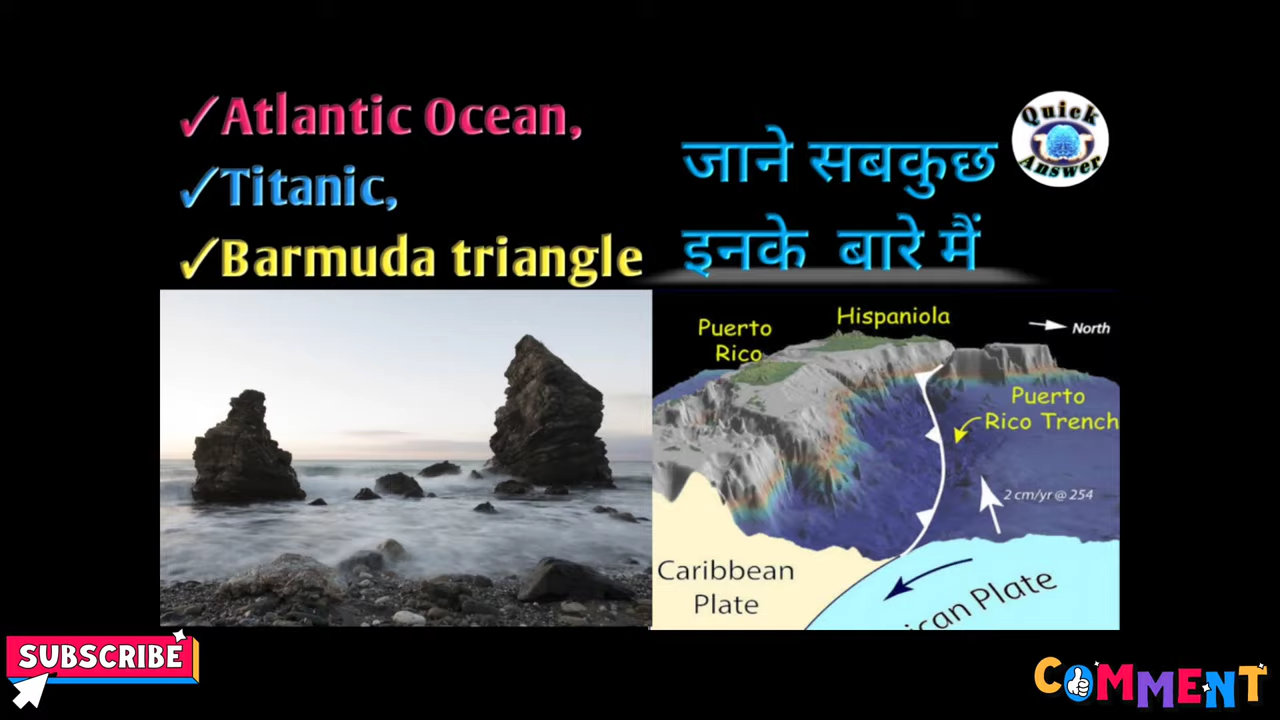 ✓Atlantic Ocean,
✓Titanic,
✓Barmuda triangle
जाने सबकुछ
इनके बारे मैं
Quick
Answer
Puerto
Rico
Hispaniola
North
Puerto
Rico Trench
2 cm/yr @ 254
Caribbean
Plate
ican Plate
SUBSCRIBE
COMMENT